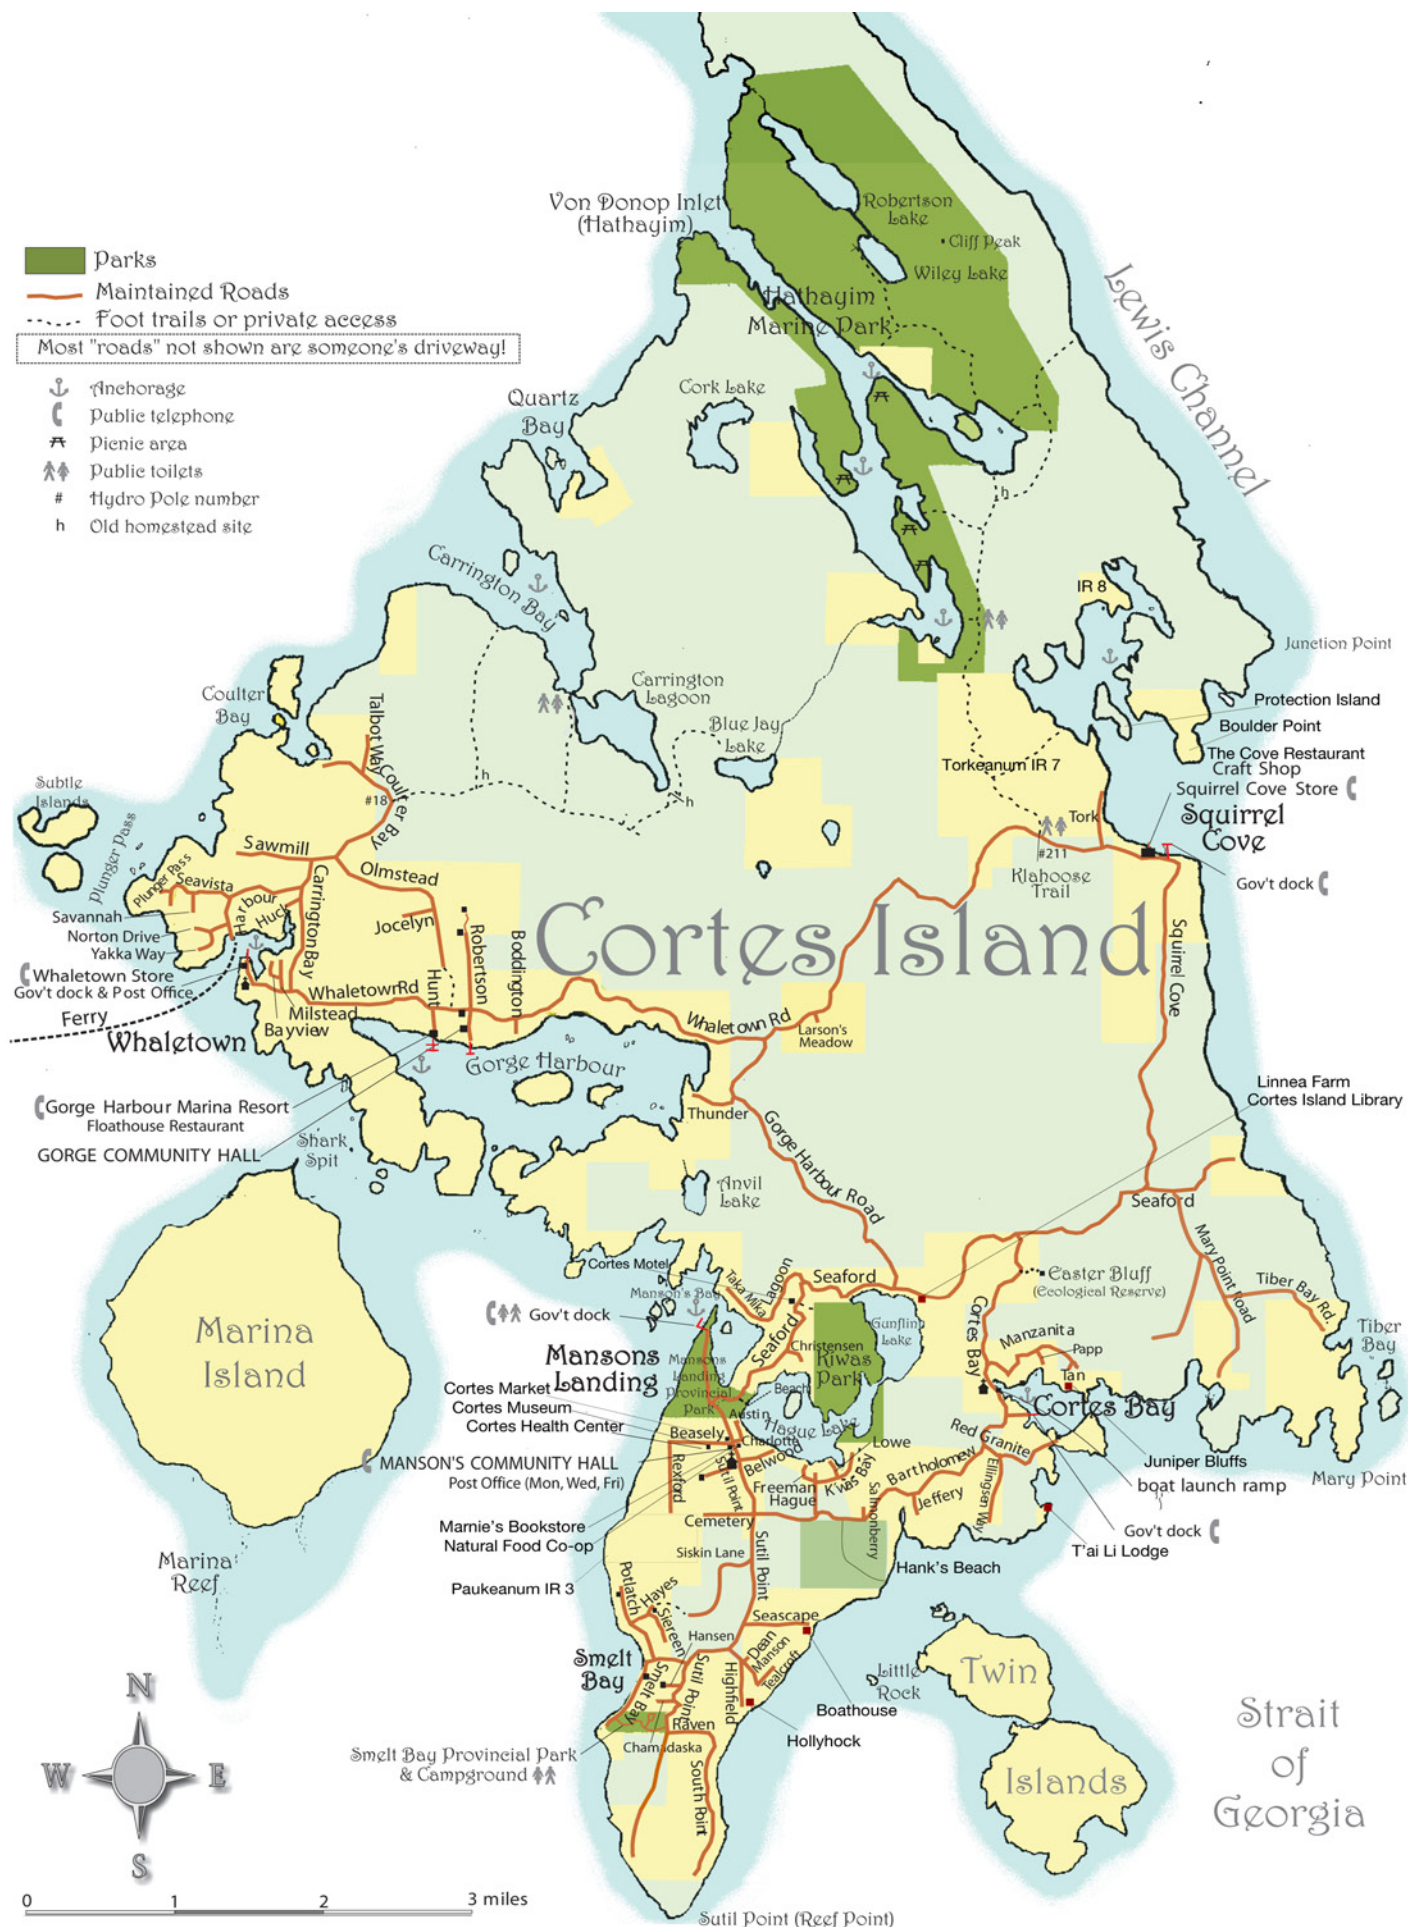 Von Donop Inlet
(Hathayim)
Robertson
Lake
Cliff Peak
Wiley Lake
Parks
Maintained Roads
Foot trails or private access
Most "roads" not shown are someone's driveway!
Anchorage
Public telephone
Picnic area
Public toilets
# Hydro Pole number
h Old homestead site
Hathayim
Marine Park
Lewis Channel
Cork Lake
Quartz
Bay
h
Carrington Bay
IR 8
Junction Point
Coulter
Bay
Carrington
Lagoon
Protection Island
Boulder Point
Blue Jay
Lake
Talbot Way
The Cove Restaurant
Craft Shop
Squirrel Cove Store
Torkeanum IR 7
Subtle
Islands
Plunger Pass
h
h
#18
Coulter Bay
Squirrel
Cove
Tork
#211
Klahoose
Trail
Gov't dock
Sawmill
Olmstead
Plunger Pass
Seavista
Harbour
Huck
Carrington Bay
Savannah
Norton Drive
Yakka Way
Jocelyn
Robertson
Boddington
Cortes Island
Squirrel Cove
Whaletown Store
Gov't dock & Post Office
Whaletown Rd
Hunt
Milstead
Bayview
Ferry
Whaletown
Whaletown Rd
Larson's
Meadow
Gorge Harbour
Gorge Harbour Marina Resort
Floathouse Restaurant
Thunder
Linnea Farm
Cortes Island Library
GORGE COMMUNITY HALL
Shark
Spit
Gorge Harbour Road
Anvil
Lake
Seaford
Mary Point Road
Cortes Motel
Manson's Bay
Taka Mika
Lagoon
Seaford
Easter Bluff
(Ecological Reserve)
Tiber Bay Rd.
Tiber
Bay
Gov't dock
Gunflint
Lake
Cortes Bay
Manzanita
Papp
Tan
Marina
Island
Mansons
Landing
Mansons
Landing
Provincial
Park
Seaford
Christensen
Kiwas
Park
Beach
Cortes Market
Cortes Museum
Cortes Health Center
Austin
Hague Lake
Cortes Bay
Beasely
Charlotte
Belwood
Lowe
Red Granite
Juniper Bluffs
boat launch ramp
Mary Point
MANSON'S COMMUNITY HALL
Post Office (Mon, Wed, Fri)
Rexford
Sutil Point
Freeman
Hague
K'was Bay
Salmonberry
Bartholomew
Jeffery
Ellingsen Way
Gov't dock
T'ai Li Lodge
Marnie's Bookstore
Natural Food Co-op
Cemetery
Siskin Lane
Sutil Point
Hank's Beach
Marina
Reef
Paukeanum IR 3
Potlatch
Hayes
Siereen
Seascape
Hansen
Dean
Manson
Tealcroft
Smelt
Bay
Smelt Bay
Sutil Point
Highfield
Little
Rock
Twin
Islands
Boathouse
Hollyhock
Raven
Chamadaska
South Point
Smelt Bay Provincial Park
& Campground
Strait
of
Georgia
N
W
E
S
0 1 2 3 miles
Sutil Point (Reef Point)